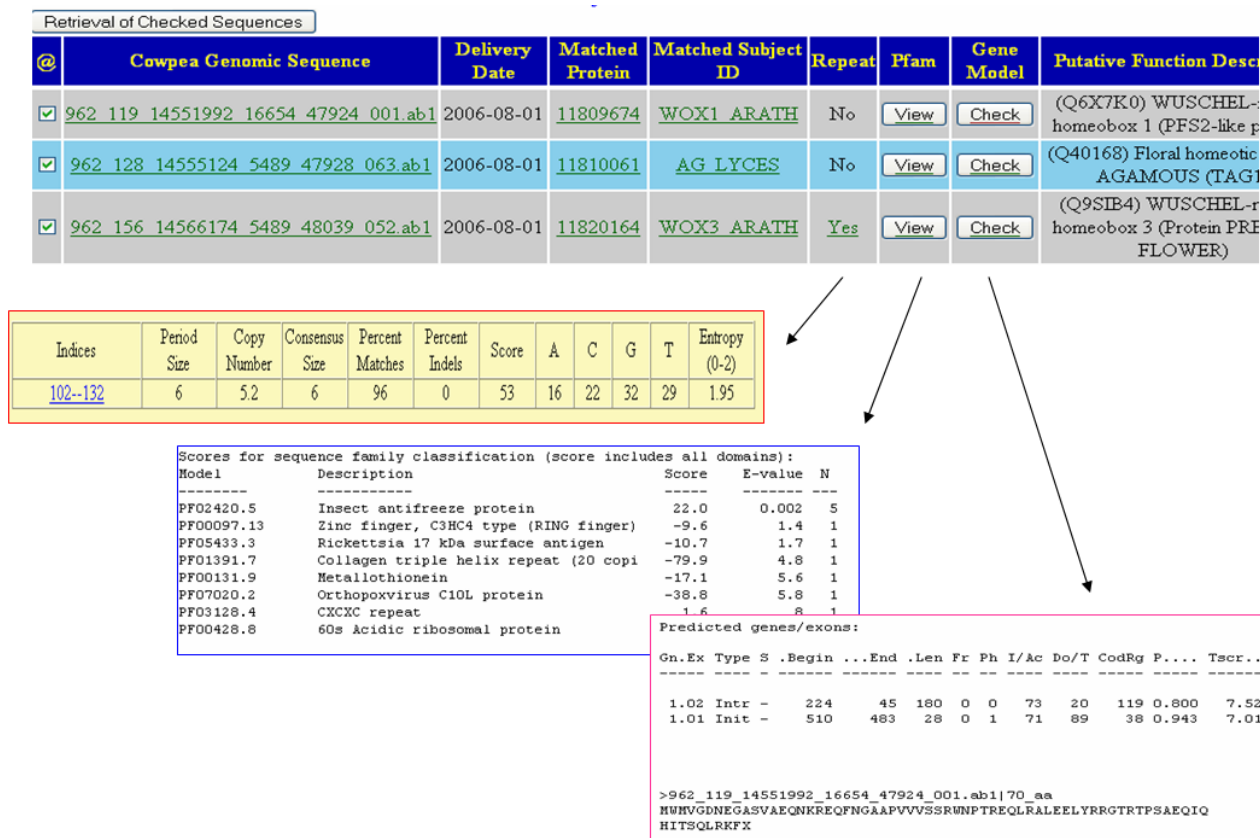 Retrieval of Checked Sequences
@ Cowpea Genomic Sequence Delivery Date Matched Protein Matched Subject ID Repeat Pfam Gene Model Putative Function Descr
962_119_14551992_16654_47924_001.ab1 2006-08-01 11809674 WOX1_ARATH No View Check (Q6X7K0) WUSCHEL- homeobox 1 (PFS2-like p
962_128_14555124_5489_47928_063.ab1 2006-08-01 11810061 AG_LYCES No View Check (Q40168) Floral homeotic AGAMOUS (TAG1
962_156_14566174_5489_48039_052.ab1 2006-08-01 11820164 WOX3_ARATH Yes View Check (Q9SIB4) WUSCHEL-r homeobox 3 (Protein PRE FLOWER)
Indices Period Size Copy Number Consensus Size Percent Matches Percent Indels Score A C G T Entropy (0-2)
102--132 6 5.2 6 96 0 53 16 22 32 29 1.95
Scores for sequence family classification (score includes all domains):
Model Description Score E-value N
-------- ----------- ----- ------- ---
PF02420.5 Insect antifreeze protein 22.0 0.002 5
PF00097.13 Zinc finger, C3HC4 type (RING finger) -9.6 1.4 1
PF05433.3 Rickettsia 17 kDa surface antigen -10.7 1.7 1
PF01391.7 Collagen triple helix repeat (20 copi -79.9 4.8 1
PF00131.9 Metallothionein -17.1 5.6 1
PF07020.2 Orthopoxvirus C10L protein -38.8 5.8 1
PF03128.4 CXCXC repeat 1.6 8 1
PF00428.8 60s Acidic ribosomal protein
Predicted genes/exons:
Gn.Ex Type S .Begin ...End .Len Fr Ph I/Ac Do/T CodRg P.... Tscr..
----- ---- - ------ ------ ---- -- -- ---- ---- ----- ----- ------
1.02 Intr - 224 45 180 0 0 73 20 119 0.800 7.52
1.01 Init - 510 483 28 0 1 71 89 38 0.943 7.01
>962_119_14551992_16654_47924_001.ab1|70_aa
MWMVGDNEGASVAEQNKREQFNGAAPVVVSSRWNPTREQLRALEELYRRGTRTPSAEQIQ
HITSQLRKFX